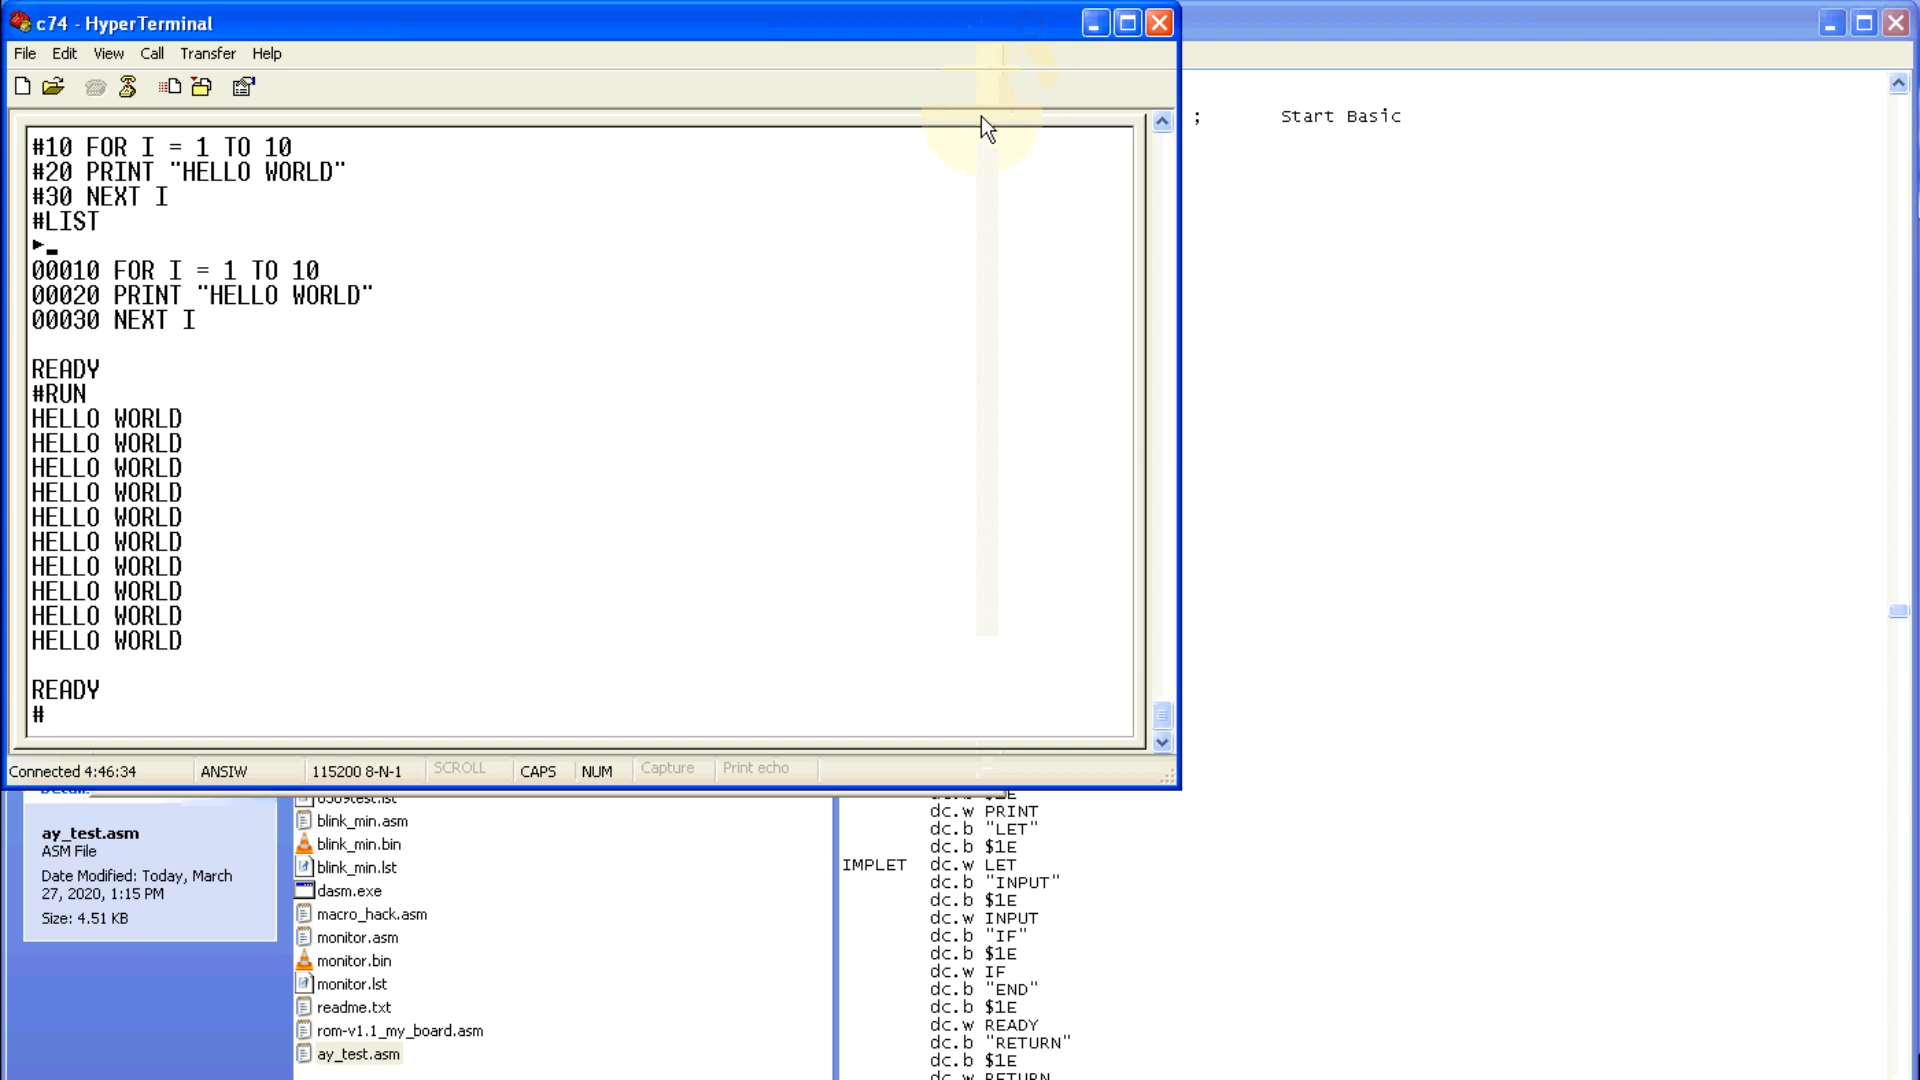 c74 - HyperTerminal
File Edit View Call Transfer Help
#10 FOR I = 1 TO 10
#20 PRINT "HELLO WORLD"
#30 NEXT I
#LIST
00010 FOR I = 1 TO 10
00020 PRINT "HELLO WORLD"
00030 NEXT I
READY
#RUN
HELLO WORLD
HELLO WORLD
HELLO WORLD
HELLO WORLD
HELLO WORLD
HELLO WORLD
HELLO WORLD
HELLO WORLD
HELLO WORLD
HELLO WORLD
READY
#
Connected 4:46:34 ANSIW 115200 8-N-1 SCROLL CAPS NUM Capture Print echo
; Start Basic
ay_test.asm
ASM File
Date Modified: Today, March
27, 2020, 1:15 PM
Size: 4.51 KB
blink_min.asm
blink_min.bin
blink_min.lst
dasm.exe
macro_hack.asm
monitor.asm
monitor.bin
monitor.lst
readme.txt
rom-v1.1_my_board.asm
ay_test.asm
dc.w PRINT
dc.b "LET"
dc.b $1E
IMPLET dc.w LET
dc.b "INPUT"
dc.b $1E
dc.w INPUT
dc.b "IF"
dc.b $1E
dc.w IF
dc.b "END"
dc.b $1E
dc.w READY
dc.b "RETURN"
dc.b $1E
dc.w RETURN